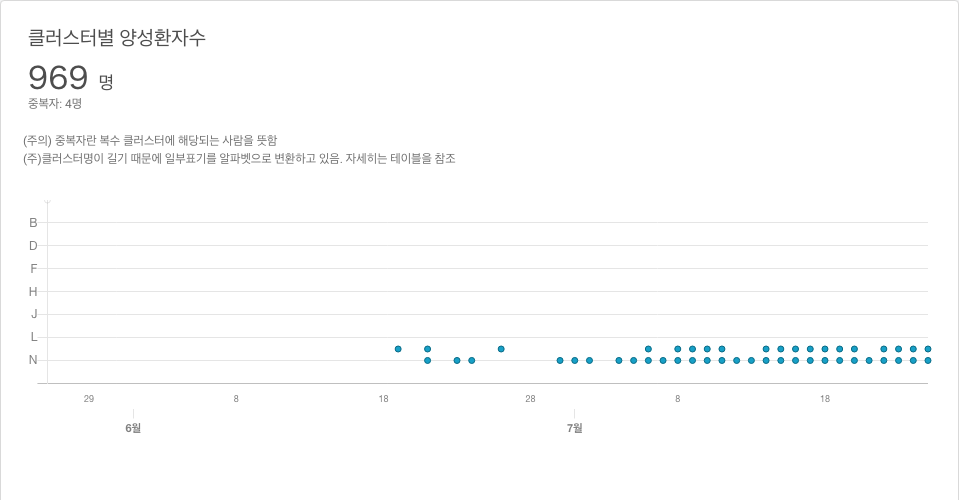 클러스터별 양성환자수
969 명
중복자: 4명
(주의) 중복자란 복수 클러스터에 해당되는 사람을 뜻함
(주)클러스터명이 길기 때문에 일부표기를 알파벳으로 변환하고 있음. 자세히는 테이블을 참조
B
D
F
H
J
L
N
29 8 18 28 8 18
6월 7월